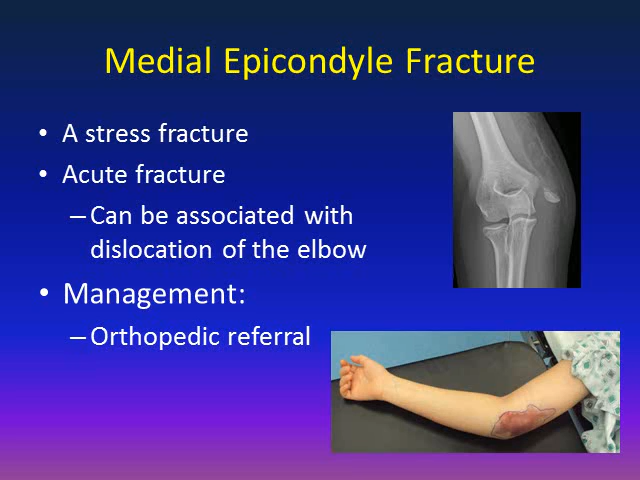 Medial Epicondyle Fracture
• A stress fracture
• Acute fracture
– Can be associated with
dislocation of the elbow
• Management:
– Orthopedic referral